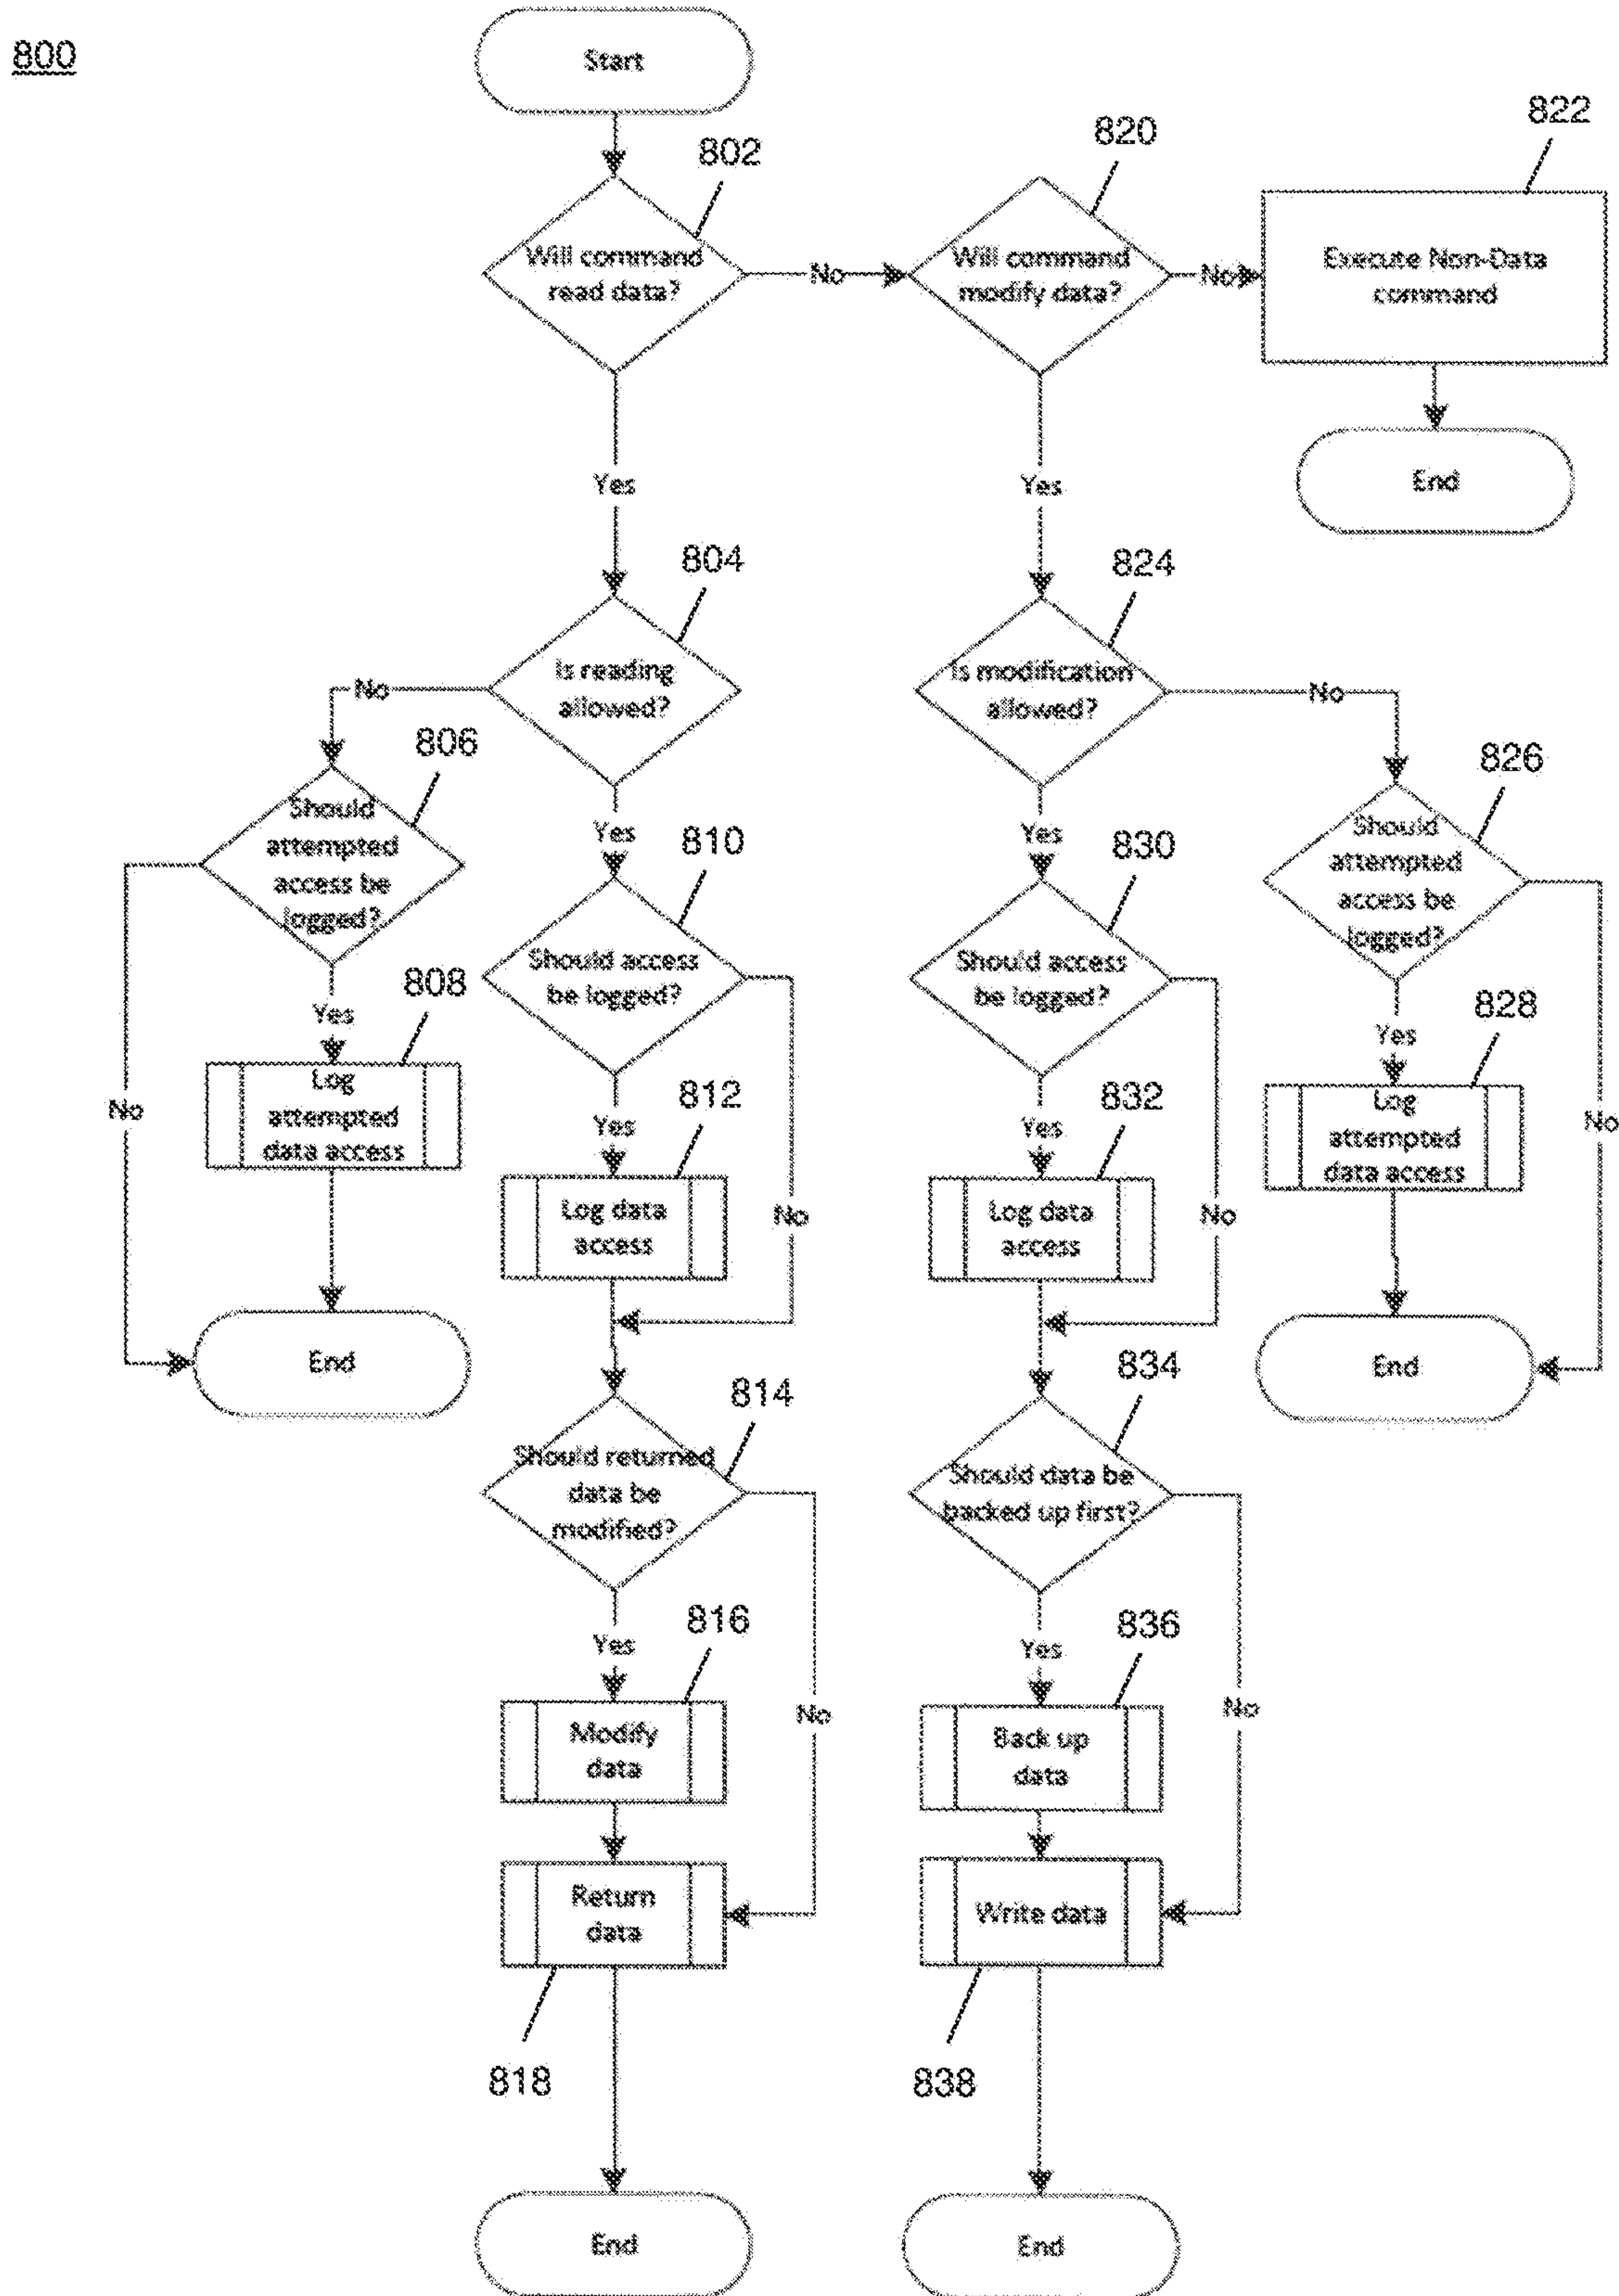 800
Start
802
Will command
read data?
No
820
Will command
modify data?
No
822
Execute Non-Data
command
End
Yes
Yes
804
Is reading
allowed?
No
824
Is modification
allowed?
No
806
Should
attempted
access be
logged?
Yes
810
Should access
be logged?
Yes
830
Should access
be logged?
826
Should
attempted
access be
logged?
Yes
808
Log
attempted
data access
No
Yes
812
Log data
access
No
Yes
832
Log data
access
No
Yes
828
Log
attempted
data access
No
End
End
814
Should returned
data be
modified?
834
Should data be
backed up first?
Yes
816
Modify
data
No
Yes
836
Back up
data
No
Return
data
Write data
818
838
End
End